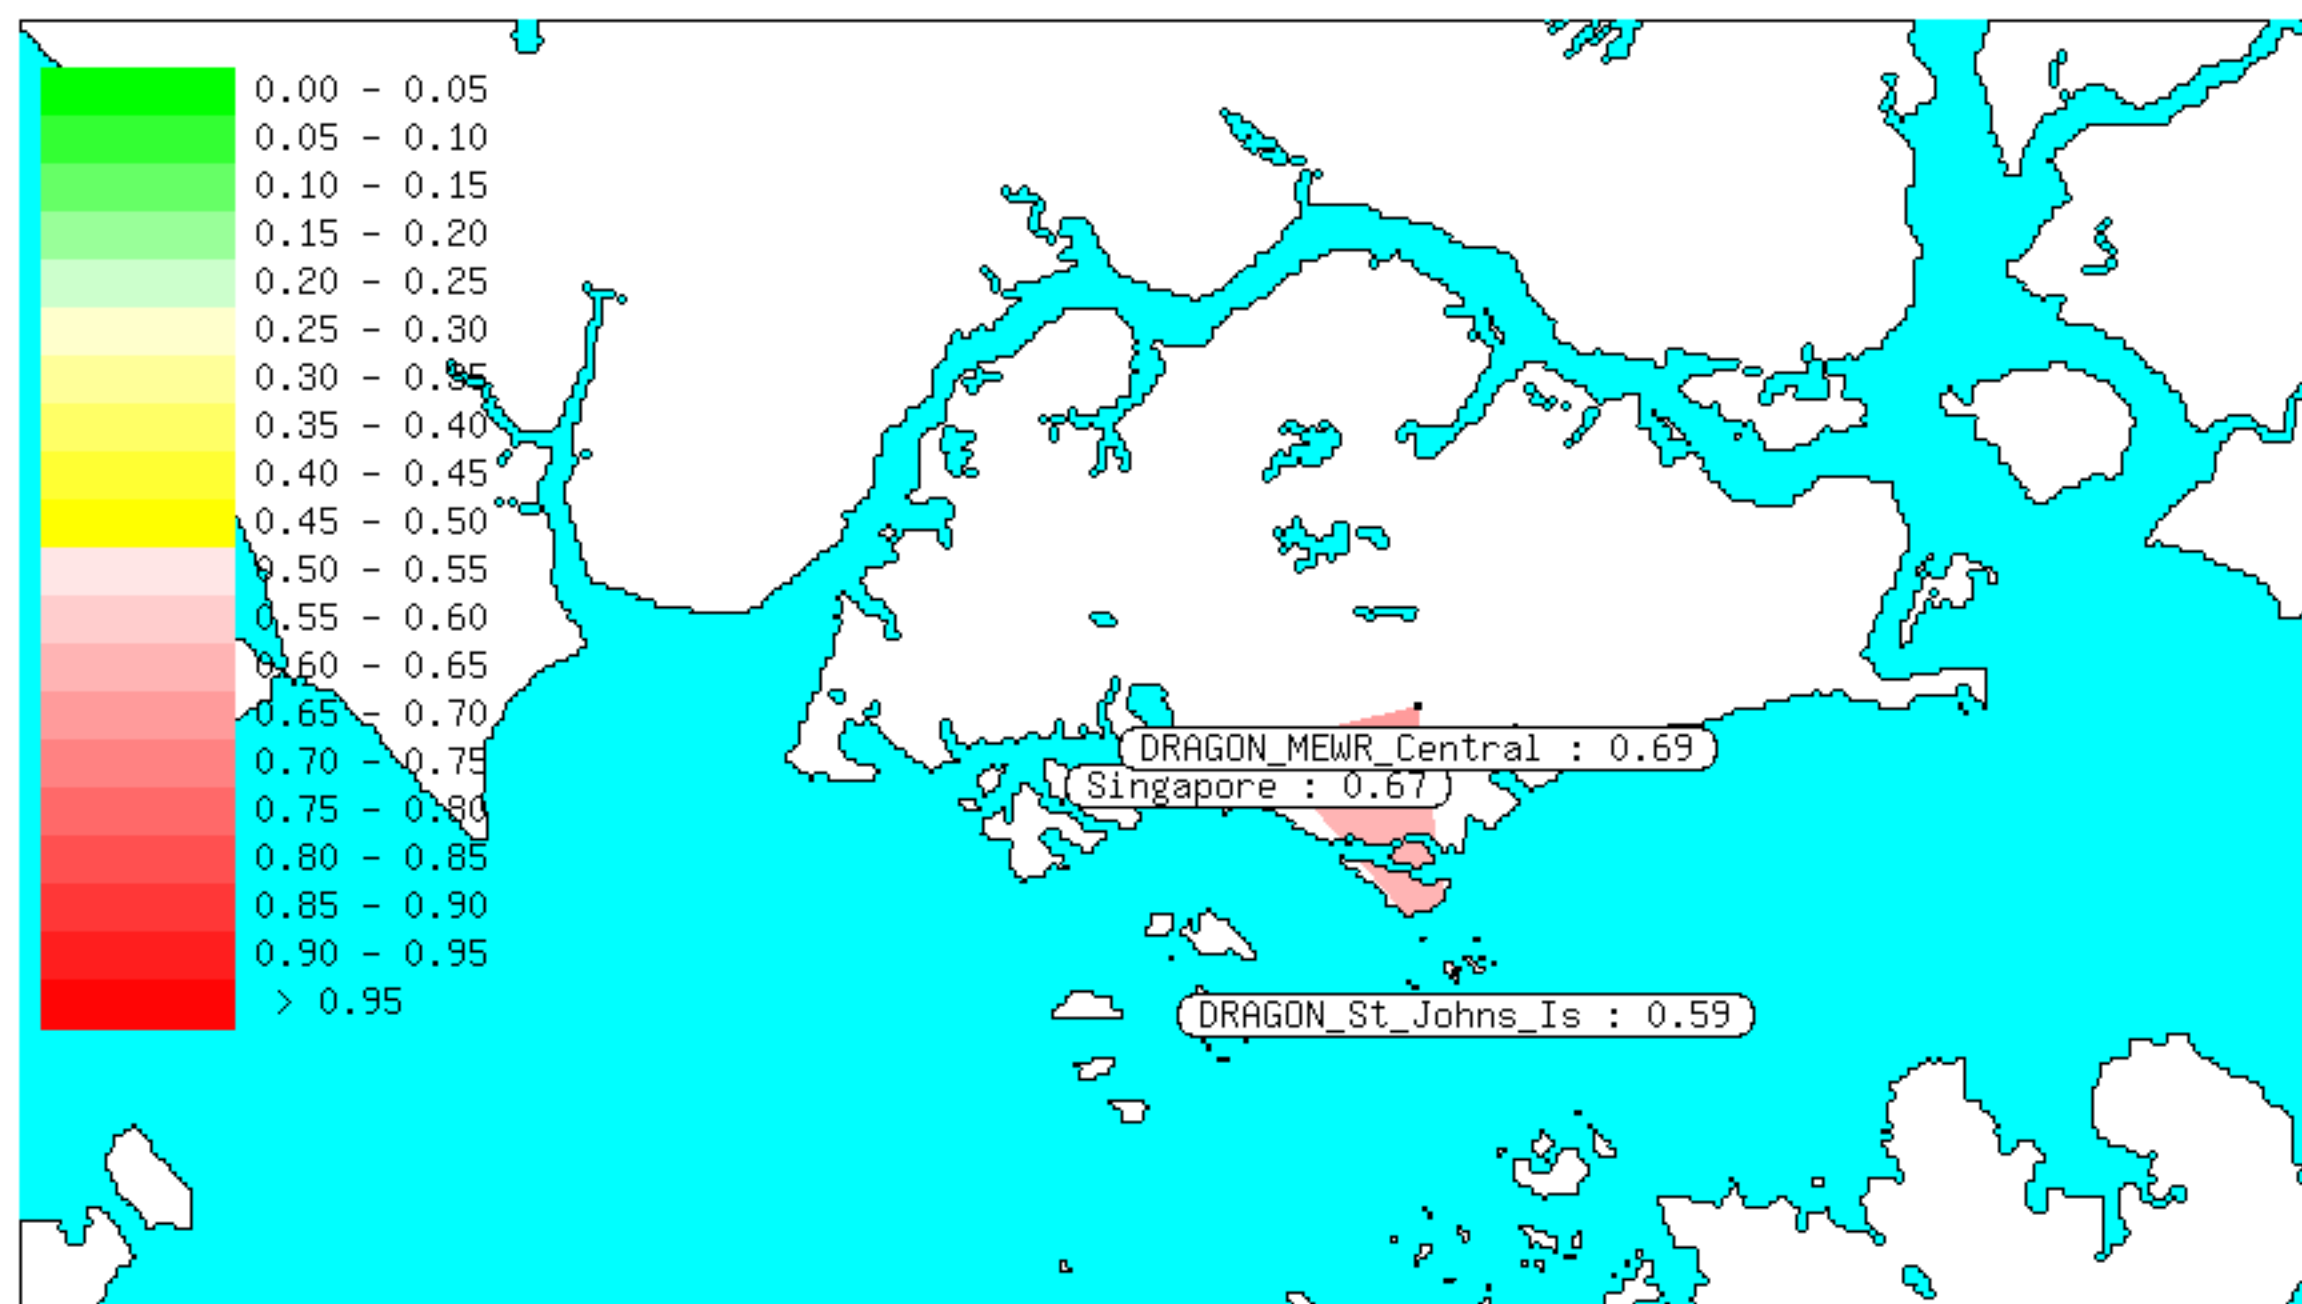 0.00 - 0.05
0.05 - 0.10
0.10 - 0.15
0.15 - 0.20
0.20 - 0.25
0.25 - 0.30
0.30 - 0.35
0.35 - 0.40
0.40 - 0.45
0.45 - 0.50
0.50 - 0.55
0.55 - 0.60
0.60 - 0.65
0.65 - 0.70
0.70 - 0.75
0.75 - 0.80
0.80 - 0.85
0.85 - 0.90
0.90 - 0.95
> 0.95
DRAGON_MEWR_Central : 0.69
Singapore : 0.67
DRAGON_St_Johns_Is : 0.59